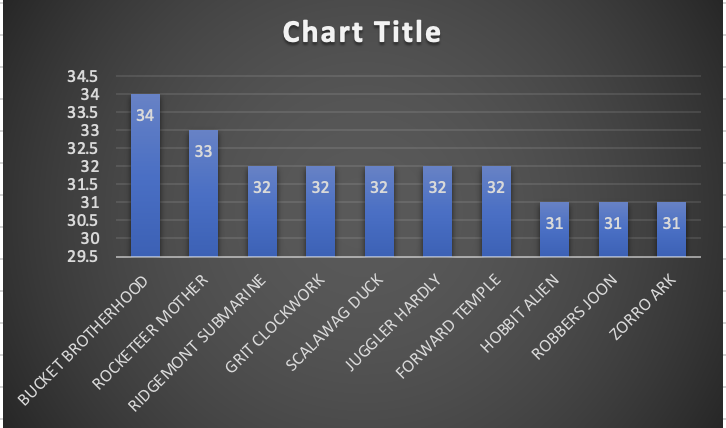 Chart Title
34.5
34
33.5
33
32.5
32
31.5
31
30.5
30
29.5
34
33
32
32
32
32
32
31
31
31
BUCKET BROTHERHOOD
ROCKETEER MOTHER
RIDGEMONT SUBMARINE
GRIT CLOCKWORK
SCALAWAG DUCK
JUGGLER HARDLY
FORWARD TEMPLE
HOBBIT ALIEN
ROBBERS JOON
ZORRO ARK